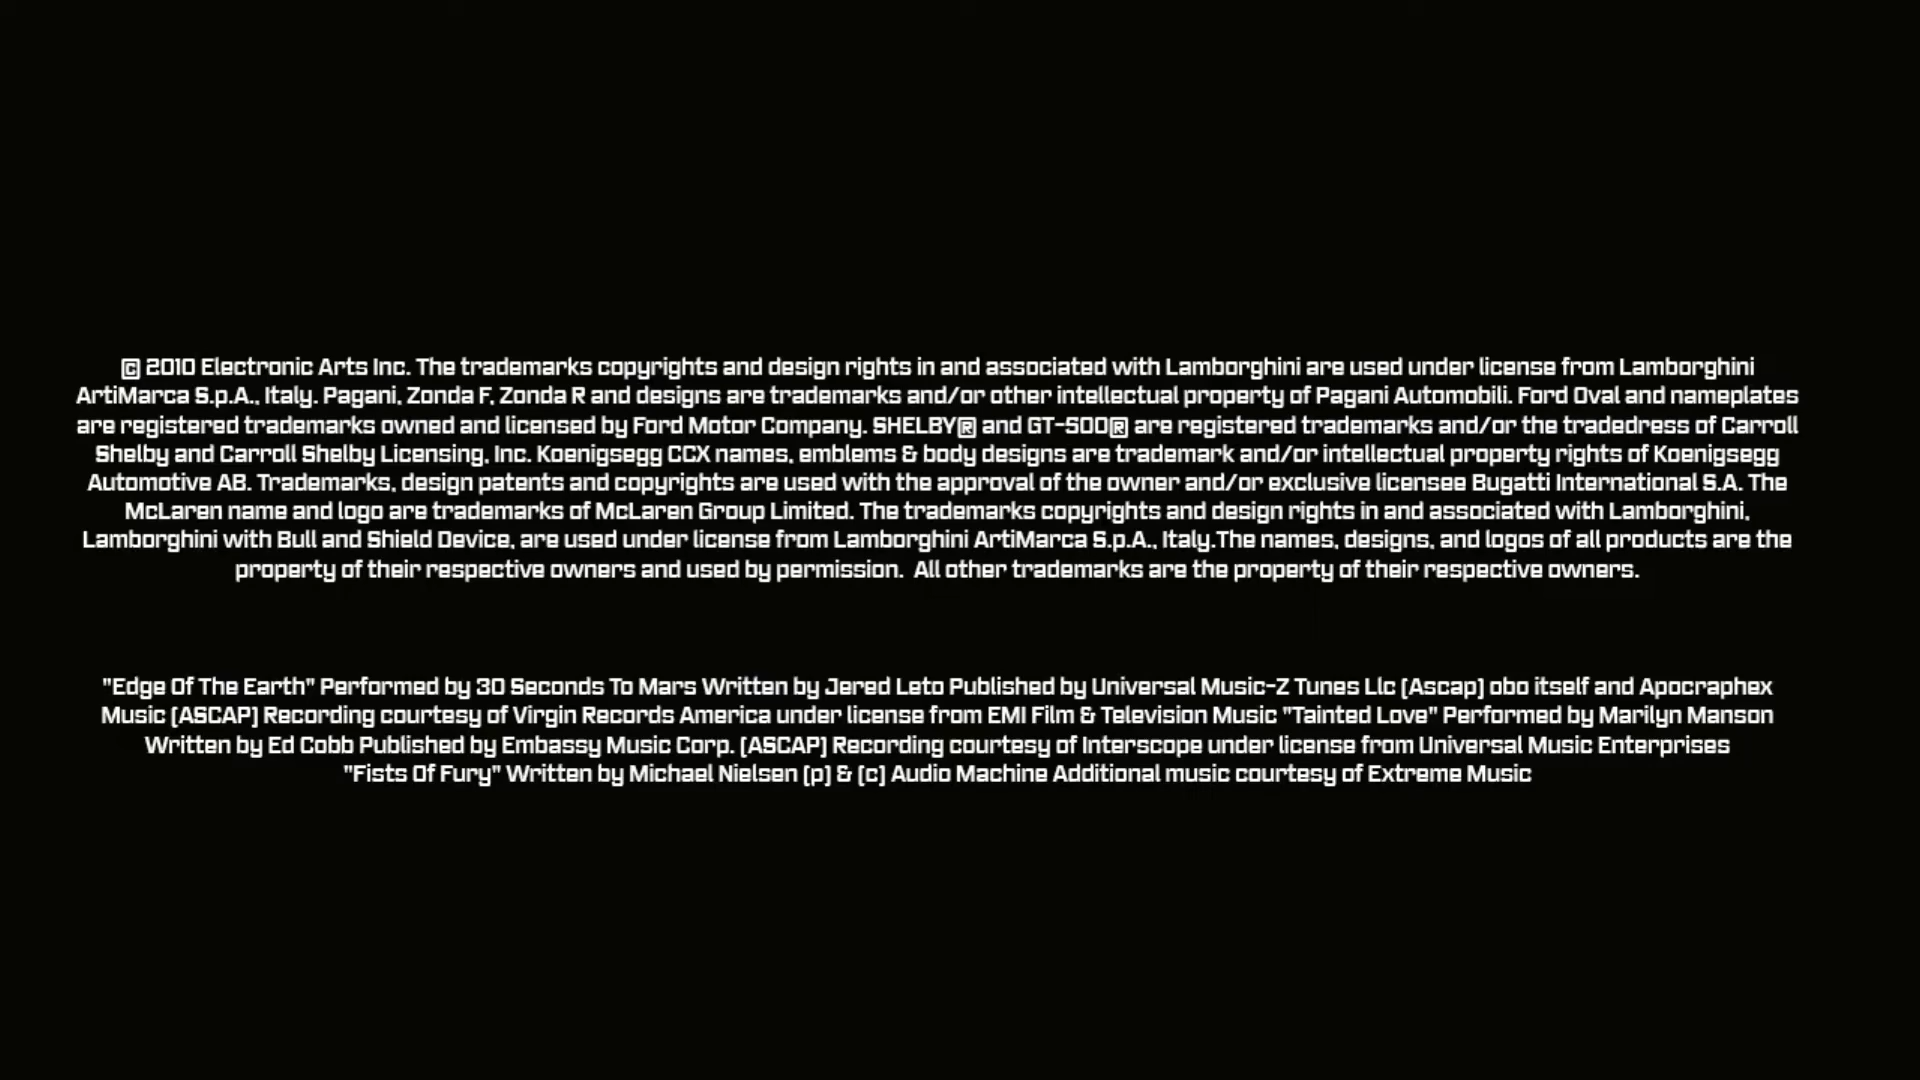 © 2010 Electronic Arts Inc. The trademarks copyrights and design rights in and associated with Lamborghini are used under license from Lamborghini
ArtiMarca S.p.A., Italy. Pagani, Zonda F, Zonda R and designs are trademarks and/or other intellectual property of Pagani Automobili. Ford Oval and nameplates
are registered trademarks owned and licensed by Ford Motor Company. SHELBY® and GT-500® are registered trademarks and/or the tradedress of Carroll
Shelby and Carroll Shelby Licensing, Inc. Koenigsegg CCX names, emblems & body designs are trademark and/or intellectual property rights of Koenigsegg
Automotive AB. Trademarks, design patents and copyrights are used with the approval of the owner and/or exclusive licensee Bugatti International S.A. The
McLaren name and logo are trademarks of McLaren Group Limited. The trademarks copyrights and design rights in and associated with Lamborghini,
Lamborghini with Bull and Shield Device, are used under license from Lamborghini ArtiMarca S.p.A., Italy.The names, designs, and logos of all products are the
property of their respective owners and used by permission.  All other trademarks are the property of their respective owners.
"Edge Of The Earth" Performed by 30 Seconds To Mars Written by Jered Leto Published by Universal Music-Z Tunes Llc (Ascap) obo itself and Apocraphex
Music (ASCAP) Recording courtesy of Virgin Records America under license from EMI Film & Television Music "Tainted Love" Performed by Marilyn Manson
Written by Ed Cobb Published by Embassy Music Corp. (ASCAP) Recording courtesy of Interscope under license from Universal Music Enterprises
"Fists Of Fury" Written by Michael Nielsen (p) & (c) Audio Machine Additional music courtesy of Extreme Music